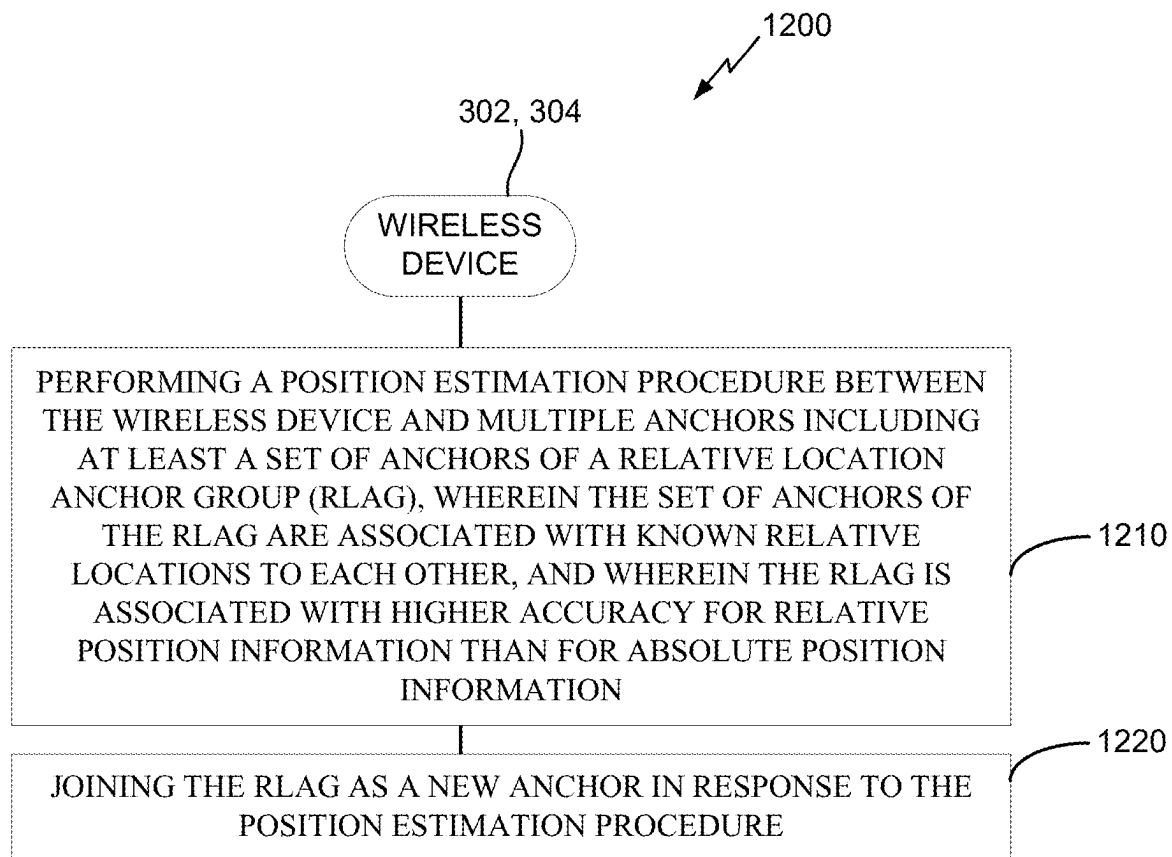 1200
302, 304
WIRELESS
DEVICE
PERFORMING A POSITION ESTIMATION PROCEDURE BETWEEN
THE WIRELESS DEVICE AND MULTIPLE ANCHORS INCLUDING
AT LEAST A SET OF ANCHORS OF A RELATIVE LOCATION
ANCHOR GROUP (RLAG), WHEREIN THE SET OF ANCHORS OF
THE RLAG ARE ASSOCIATED WITH KNOWN RELATIVE
LOCATIONS TO EACH OTHER, AND WHEREIN THE RLAG IS
ASSOCIATED WITH HIGHER ACCURACY FOR RELATIVE
POSITION INFORMATION THAN FOR ABSOLUTE POSITION
INFORMATION
1210
JOINING THE RLAG AS A NEW ANCHOR IN RESPONSE TO THE
POSITION ESTIMATION PROCEDURE
1220